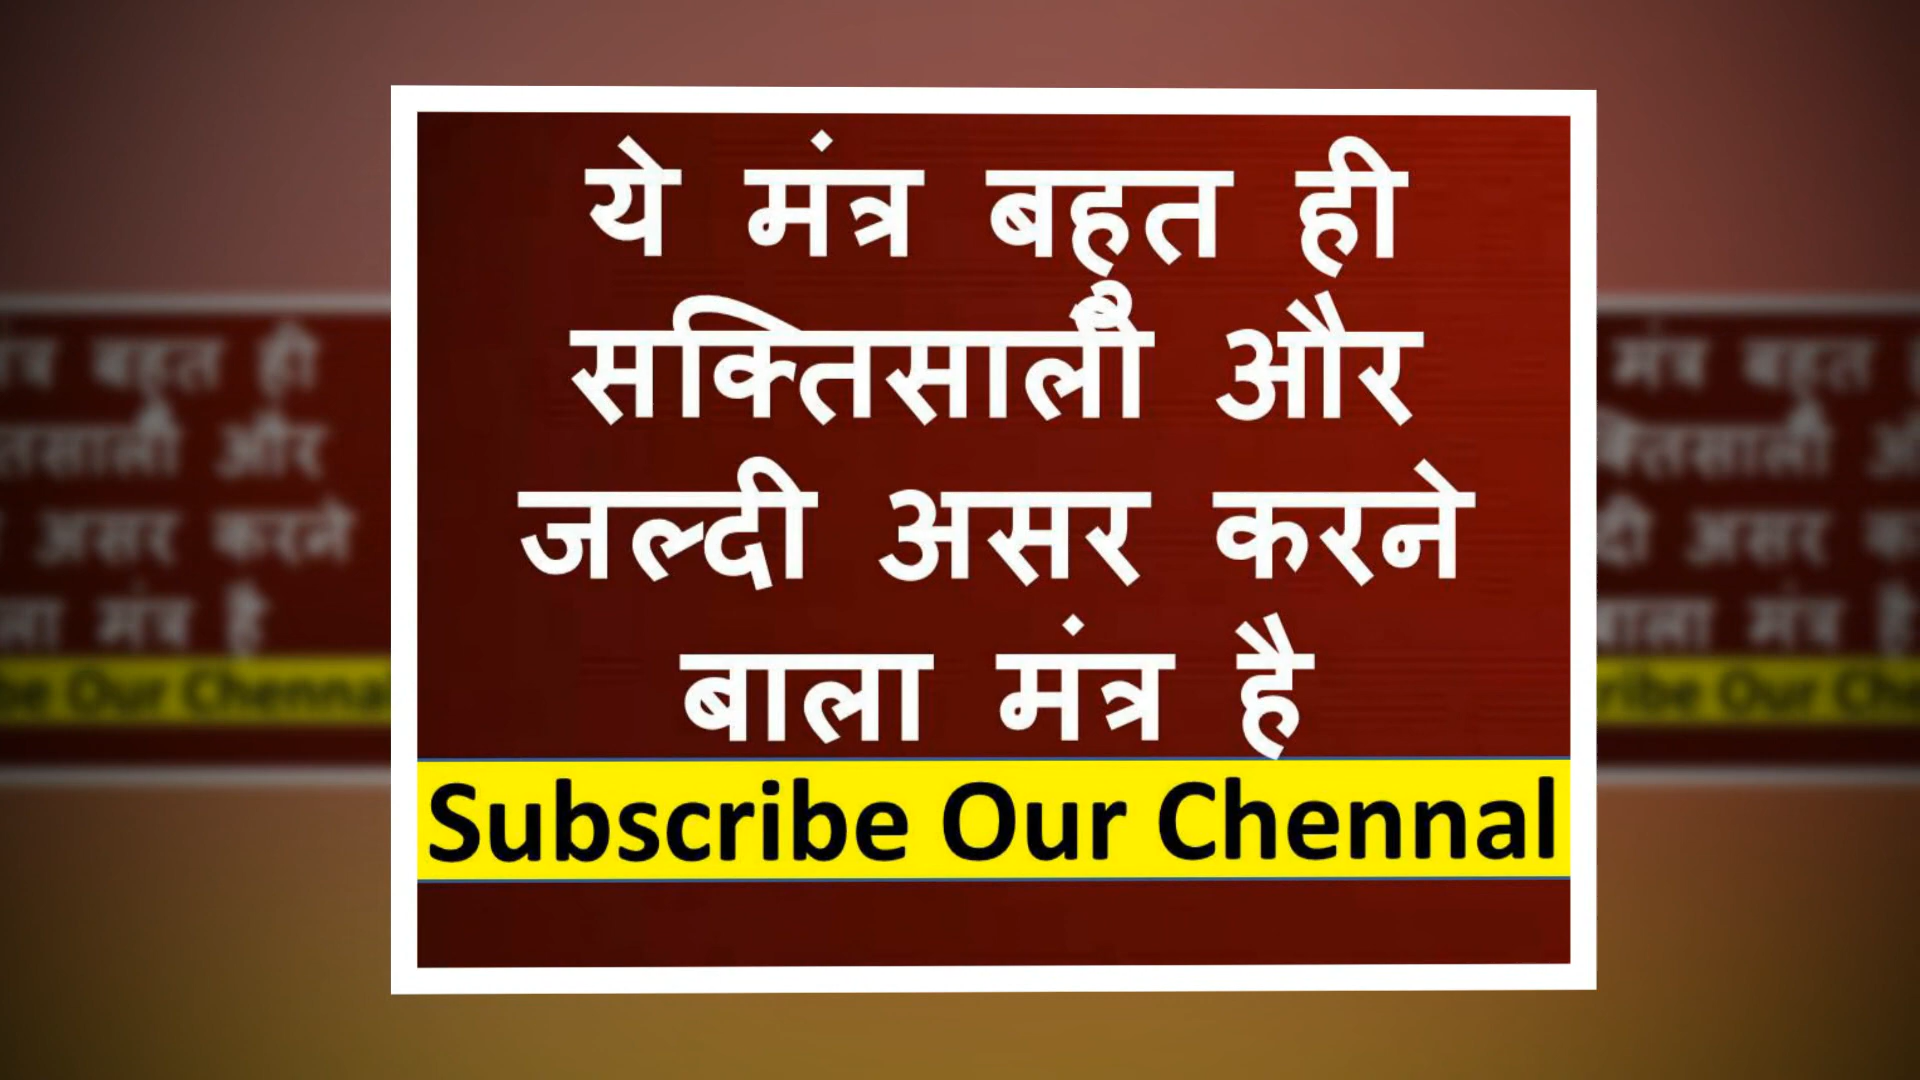 ये मंत्र बहुत ही
सक्तिसाली और
जल्दी असर करने
बाला मंत्र है
Subscribe Our Chennal